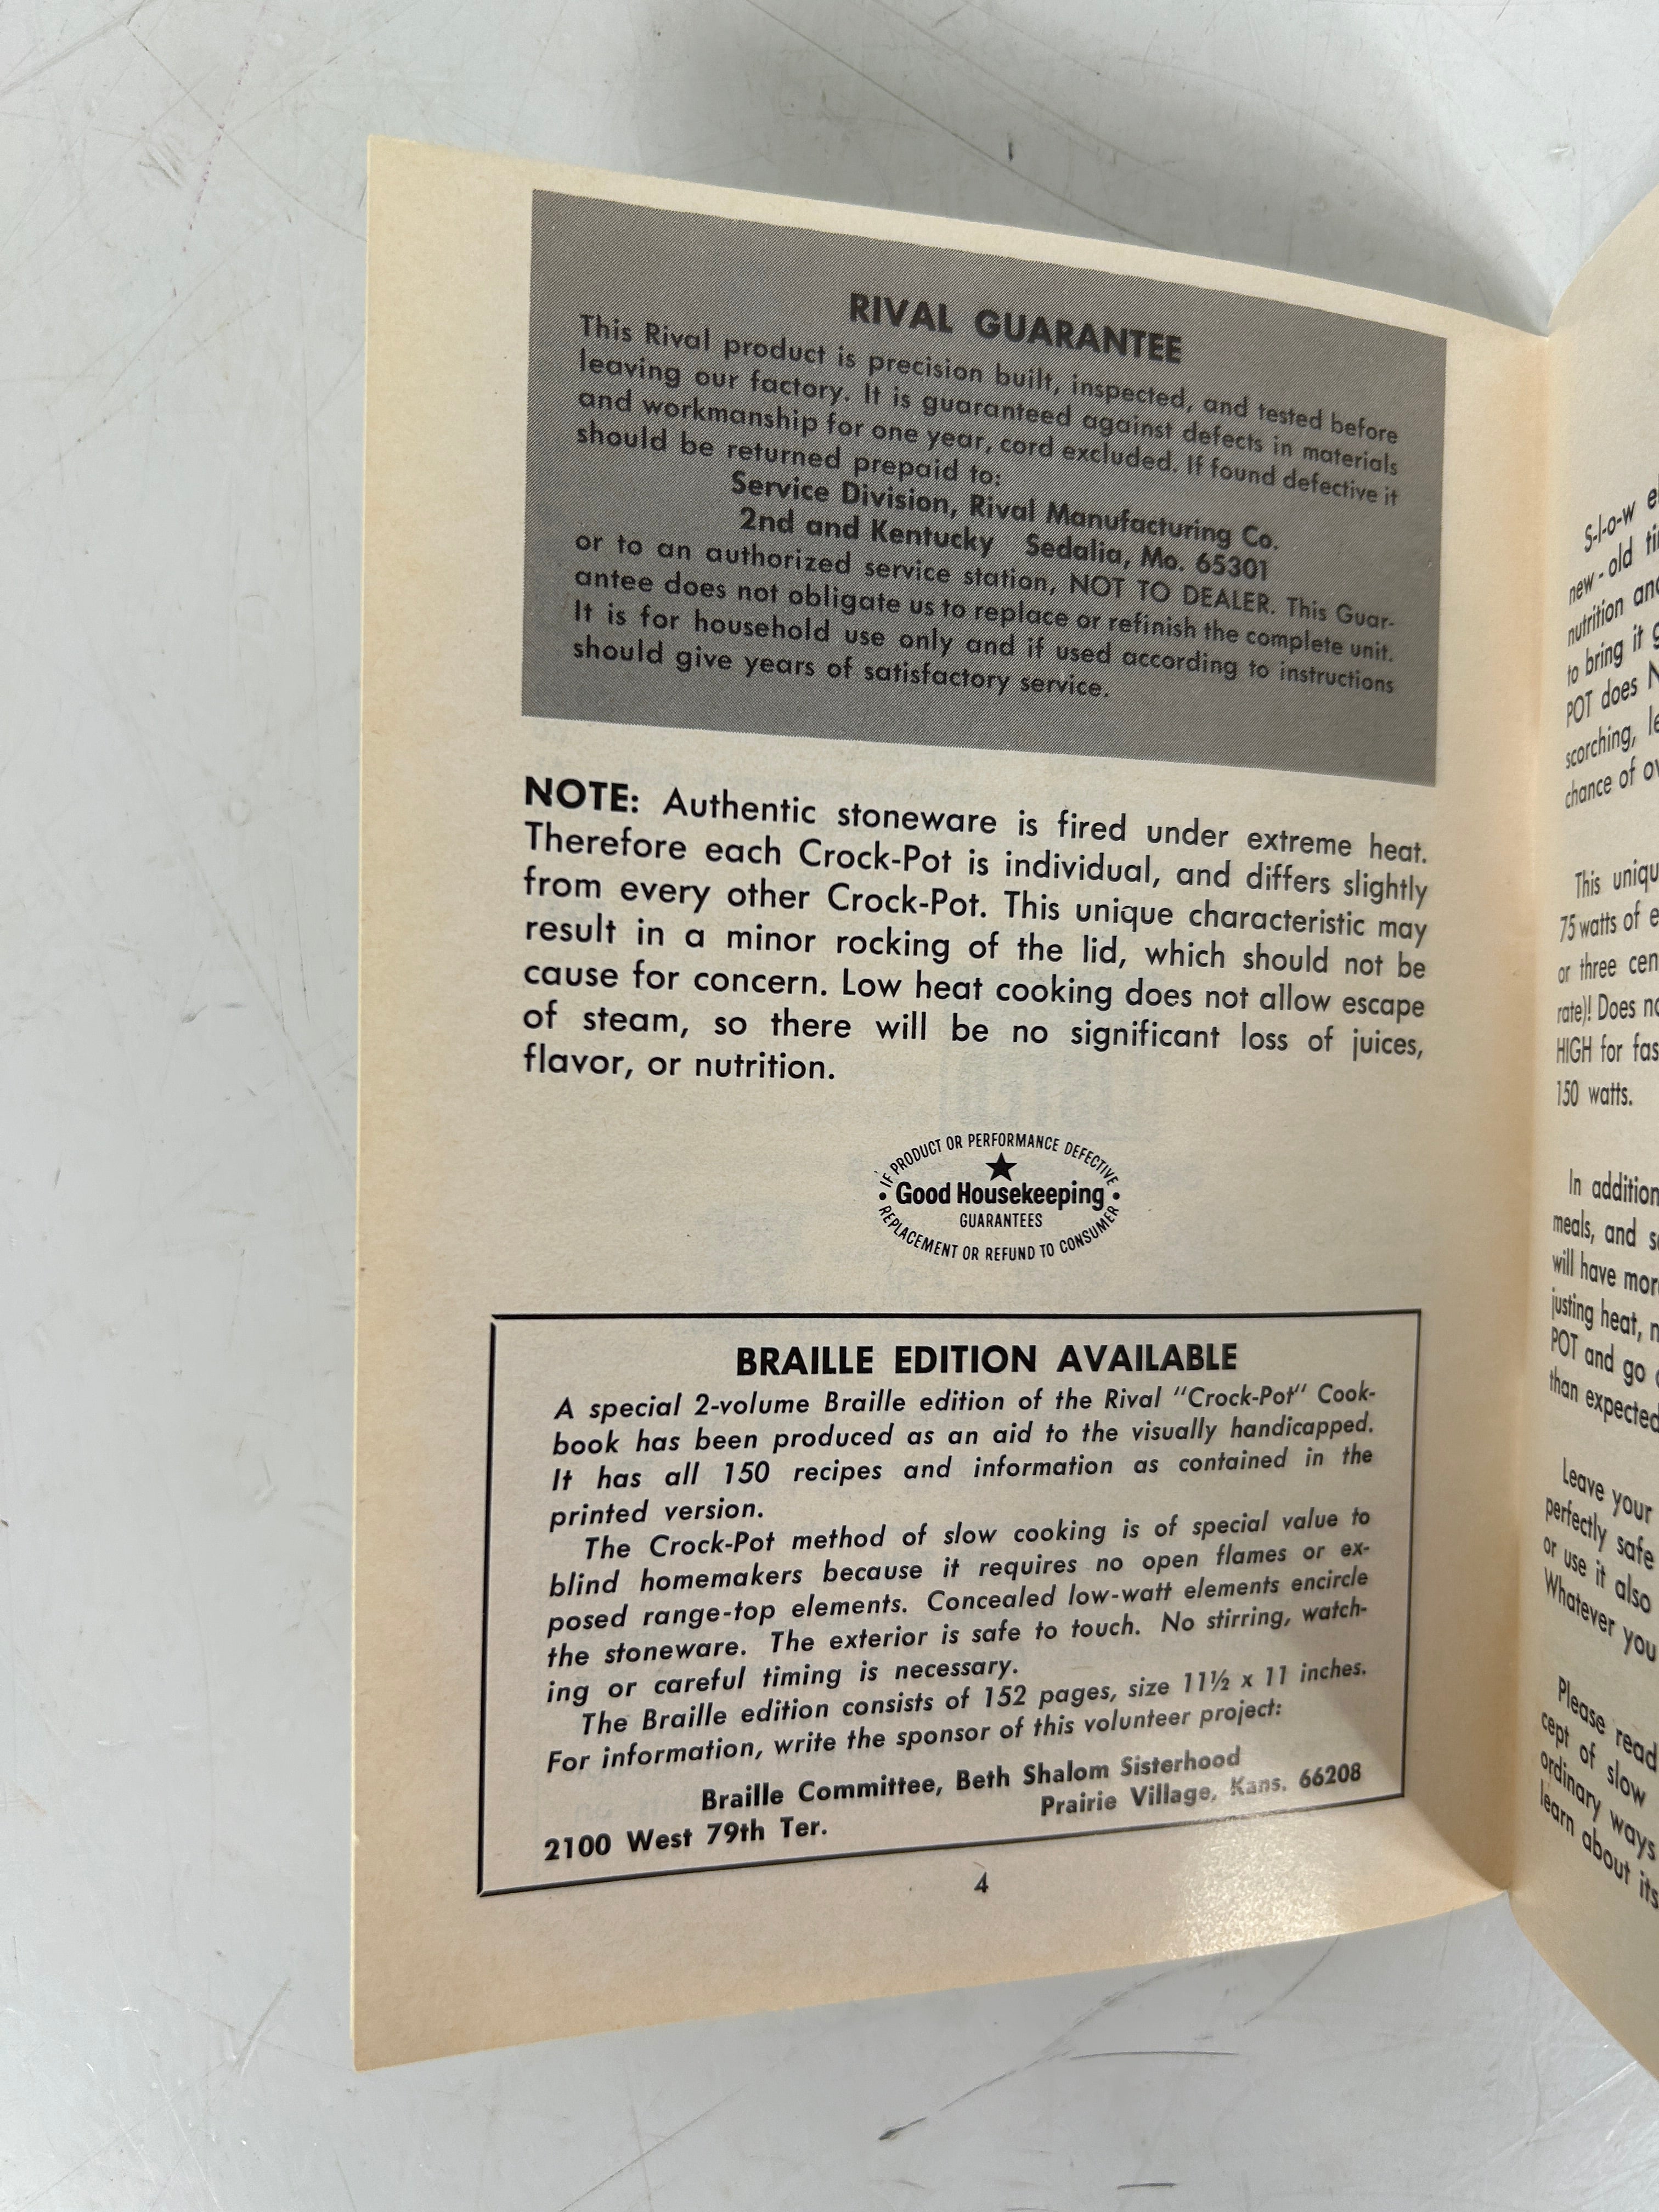 RIVAL GUARANTEE
This Rival product is precision built, inspected, and tested before
leaving our factory. It is guaranteed against defects in materials
and workmanship for one year, cord excluded. If found defective it
should be returned prepaid to:
Service Division, Rival Manufacturing Co.
2nd and Kentucky Sedalia, Mo. 65301
or to an authorized service station, NOT TO DEALER. This Guar-
antee does not obligate us to replace or refinish the complete unit.
It is for household use only and if used according to instructions
should give years of satisfactory service.
NOTE: Authentic stoneware is fired under extreme heat.
Therefore each Crock-Pot is individual, and differs slightly
from every other Crock-Pot. This unique characteristic may
result in a minor rocking of the lid, which should not be
cause for concern. Low heat cooking does not allow escape
of steam, so there will be no significant loss of juices,
flavor, or nutrition.
IF PRODUCT OR PERFORMANCE DEFECTIVE
★
• Good Housekeeping •
GUARANTEES
REPLACEMENT OR REFUND TO CONSUMER
BRAILLE EDITION AVAILABLE
A special 2-volume Braille edition of the Rival "Crock-Pot" Cook-
book has been produced as an aid to the visually handicapped.
It has all 150 recipes and information as contained in the
printed version.
The Crock-Pot method of slow cooking is of special value to
blind homemakers because it requires no open flames or ex-
posed range-top elements. Concealed low-watt elements encircle
the stoneware. The exterior is safe to touch. No stirring, watch-
ing or careful timing is necessary.
The Braille edition consists of 152 pages, size 11½ x 11 inches.
For information, write the sponsor of this volunteer project:
Braille Committee, Beth Shalom Sisterhood
2100 West 79th Ter. Prairie Village, Kans. 66208
4
S-l-o-w
new-old
nutrition
to bring it
POT does
scorching,
chance of
This
75 watts of
or three
rate)! Does
HIGH for
150 watts.
In addition
meals, and
will have
justing heat,
POT and go
than expected
Leave your
perfectly safe
or use it also
Whatever you
Please read
cept of slow
ordinary ways
learn about its